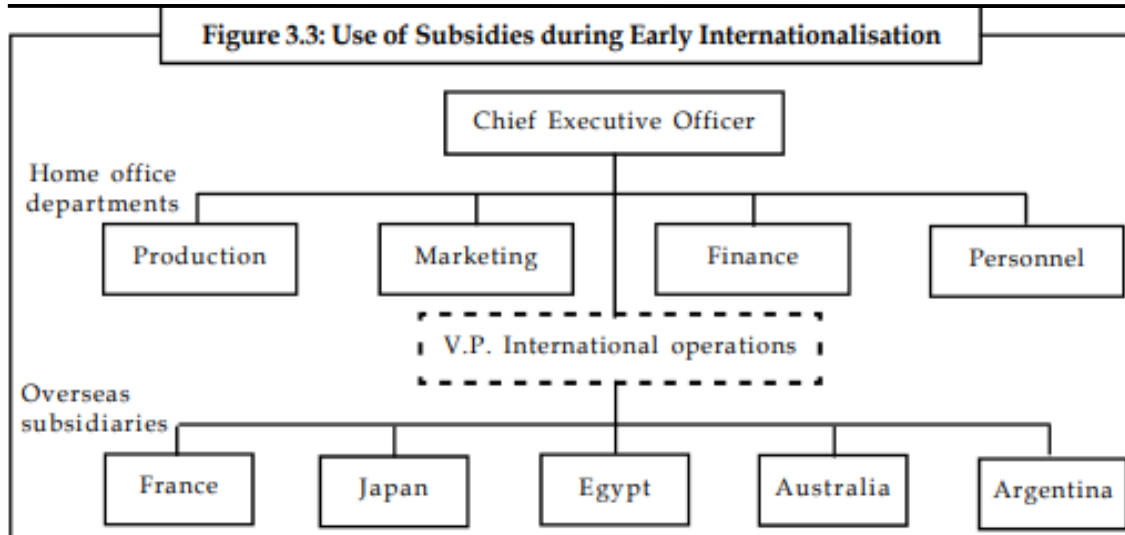 Figure 3.3: Use of Subsidies during Early Internationalisation
Chief Executive Officer
Home office
departments
Production
Marketing
Finance
Personnel
V.P. International operations
Overseas
subsidiaries
France
Japan
Egypt
Australia
Argentina